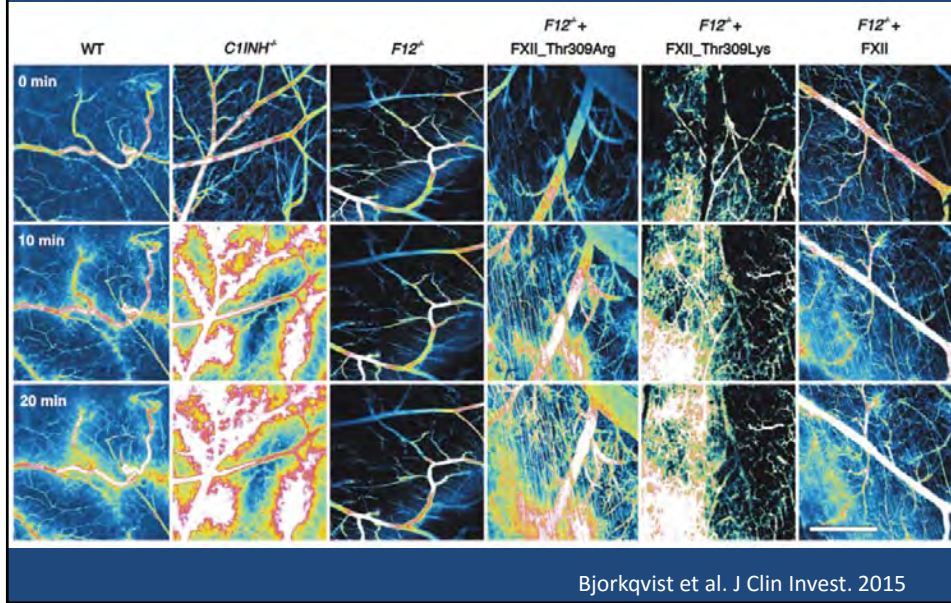 F12⁻/⁻ + F12⁻/⁻ + F12⁻/⁻ +
WT C1INH⁻/⁻ F12⁻/⁻ FXII_Thr309Arg FXII_Thr309Lys FXII
0 min
10 min
20 min
Bjorkqvist et al. J Clin Invest. 2015